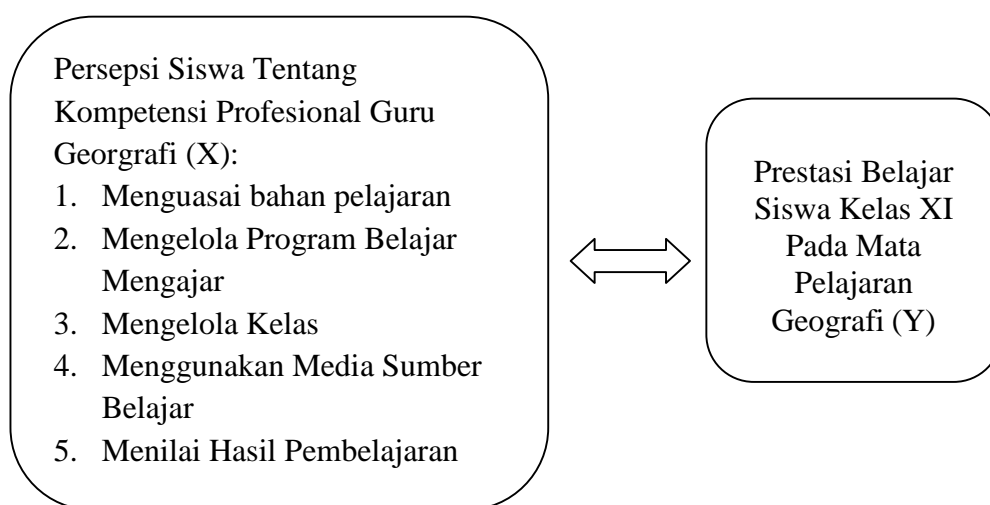 Persepsi Siswa Tentang
Kompetensi Profesional Guru
Georgrafi (X):
1. Menguasai bahan pelajaran
2. Mengelola Program Belajar
Mengajar
3. Mengelola Kelas
4. Menggunakan Media Sumber
Belajar
5. Menilai Hasil Pembelajaran
Prestasi Belajar
Siswa Kelas XI
Pada Mata
Pelajaran
Geografi (Y)